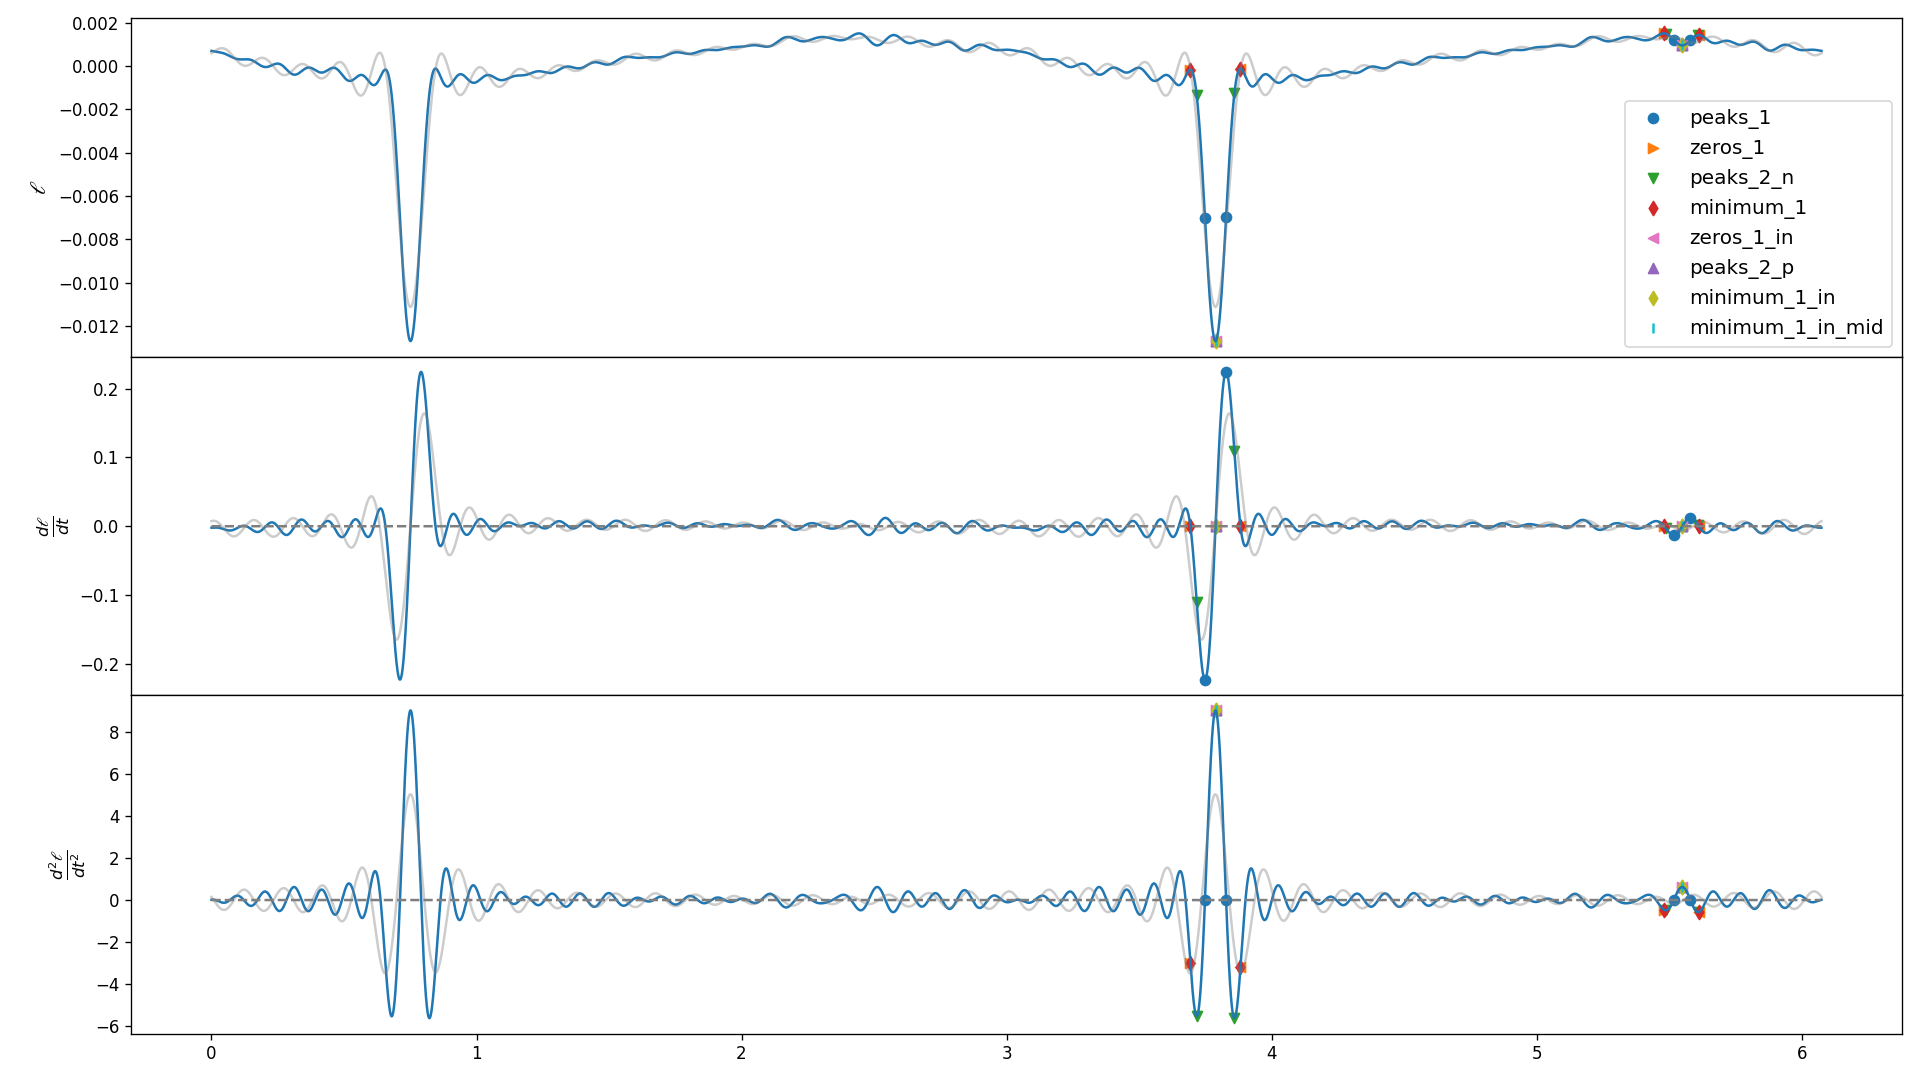 0.002
0.000
−0.002
−0.004
−0.006
−0.008
−0.010
−0.012
ℓ
peaks_1
zeros_1
peaks_2_n
minimum_1
zeros_1_in
peaks_2_p
minimum_1_in
minimum_1_in_mid
0.2
0.1
0.0
−0.1
−0.2
dℓ/dt
8
6
4
2
0
−2
−4
−6
d²ℓ/dt²
0 1 2 3 4 5 6